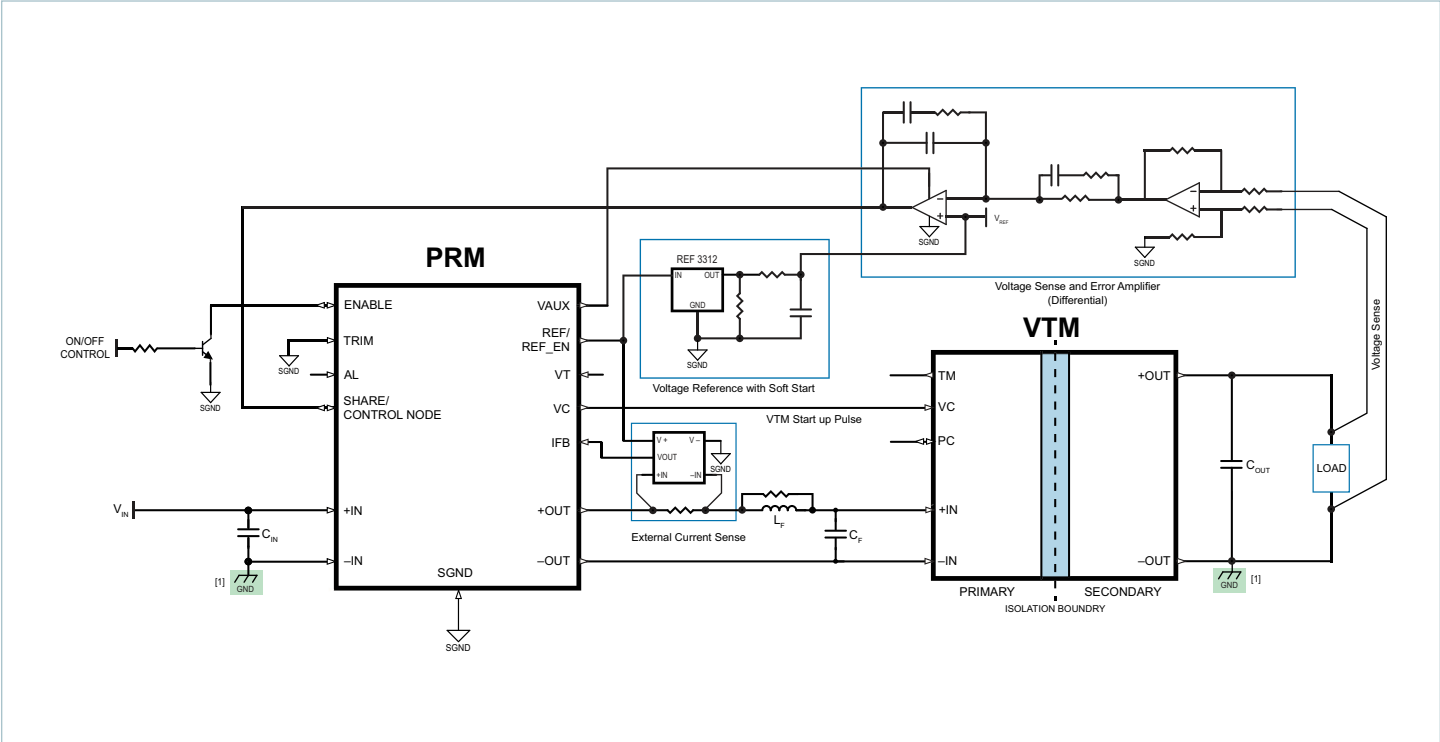 Voltage Sense and Error Amplifier
(Differential)
–
+
SGND
V REF
–
+
SGND
Voltage Sense
PRM
ENABLE
TRIM
AL
SHARE/
CONTROL NODE
+IN
–IN
SGND
VAUX
REF/
REF_EN
VT
VC
IFB
+OUT
–OUT
ON/OFF
CONTROL
SGND
SGND
V IN
C IN
[1]
GND
SGND
REF 3312
IN
OUT
GND
SGND
Voltage Reference with Soft Start
VTM Start up Pulse
V +
V –
VOUT
+IN
–IN
SGND
External Current Sense
L F
C F
VTM
TM
VC
PC
+IN
–IN
+OUT
–OUT
PRIMARY
SECONDARY
ISOLATION BOUNDRY
C OUT
LOAD
GND
[1]